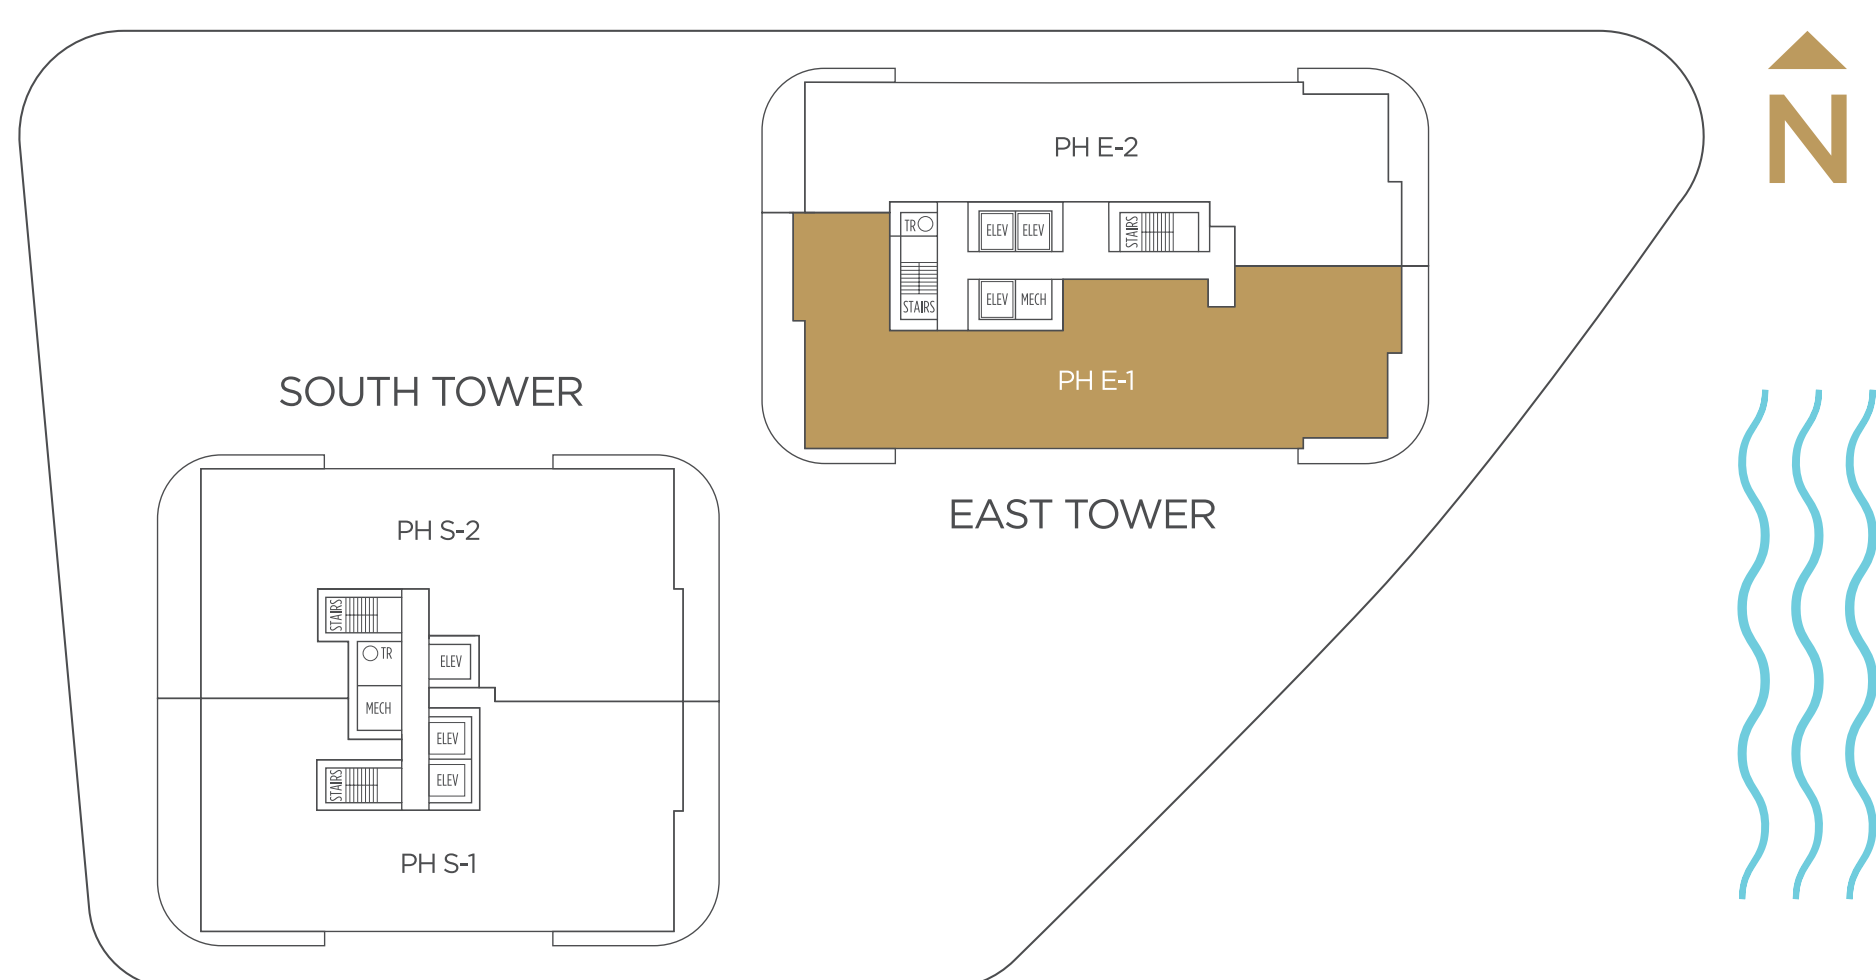 N
PH E-2
TR
ELEV
ELEV
STAIRS
STAIRS
ELEV
MECH
PH E-1
SOUTH TOWER
EAST TOWER
PH S-2
STAIRS
TR
ELEV
MECH
ELEV
STAIRS
ELEV
PH S-1